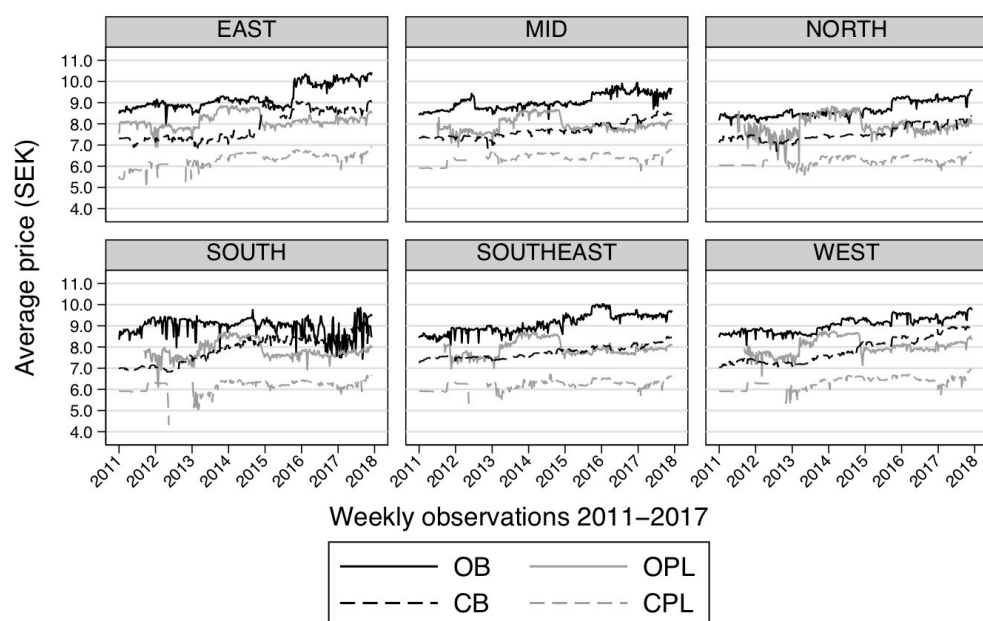 EAST
MID
NORTH
11.0
10.0
9.0
8.0
7.0
6.0
5.0
4.0
SOUTH
SOUTHEAST
WEST
11.0
10.0
9.0
8.0
7.0
6.0
5.0
4.0
Average price (SEK)
2011 2012 2013 2014 2015 2016 2017 2018
2011 2012 2013 2014 2015 2016 2017 2018
2011 2012 2013 2014 2015 2016 2017 2018
Weekly observations 2011–2017
OB OPL
CB CPL